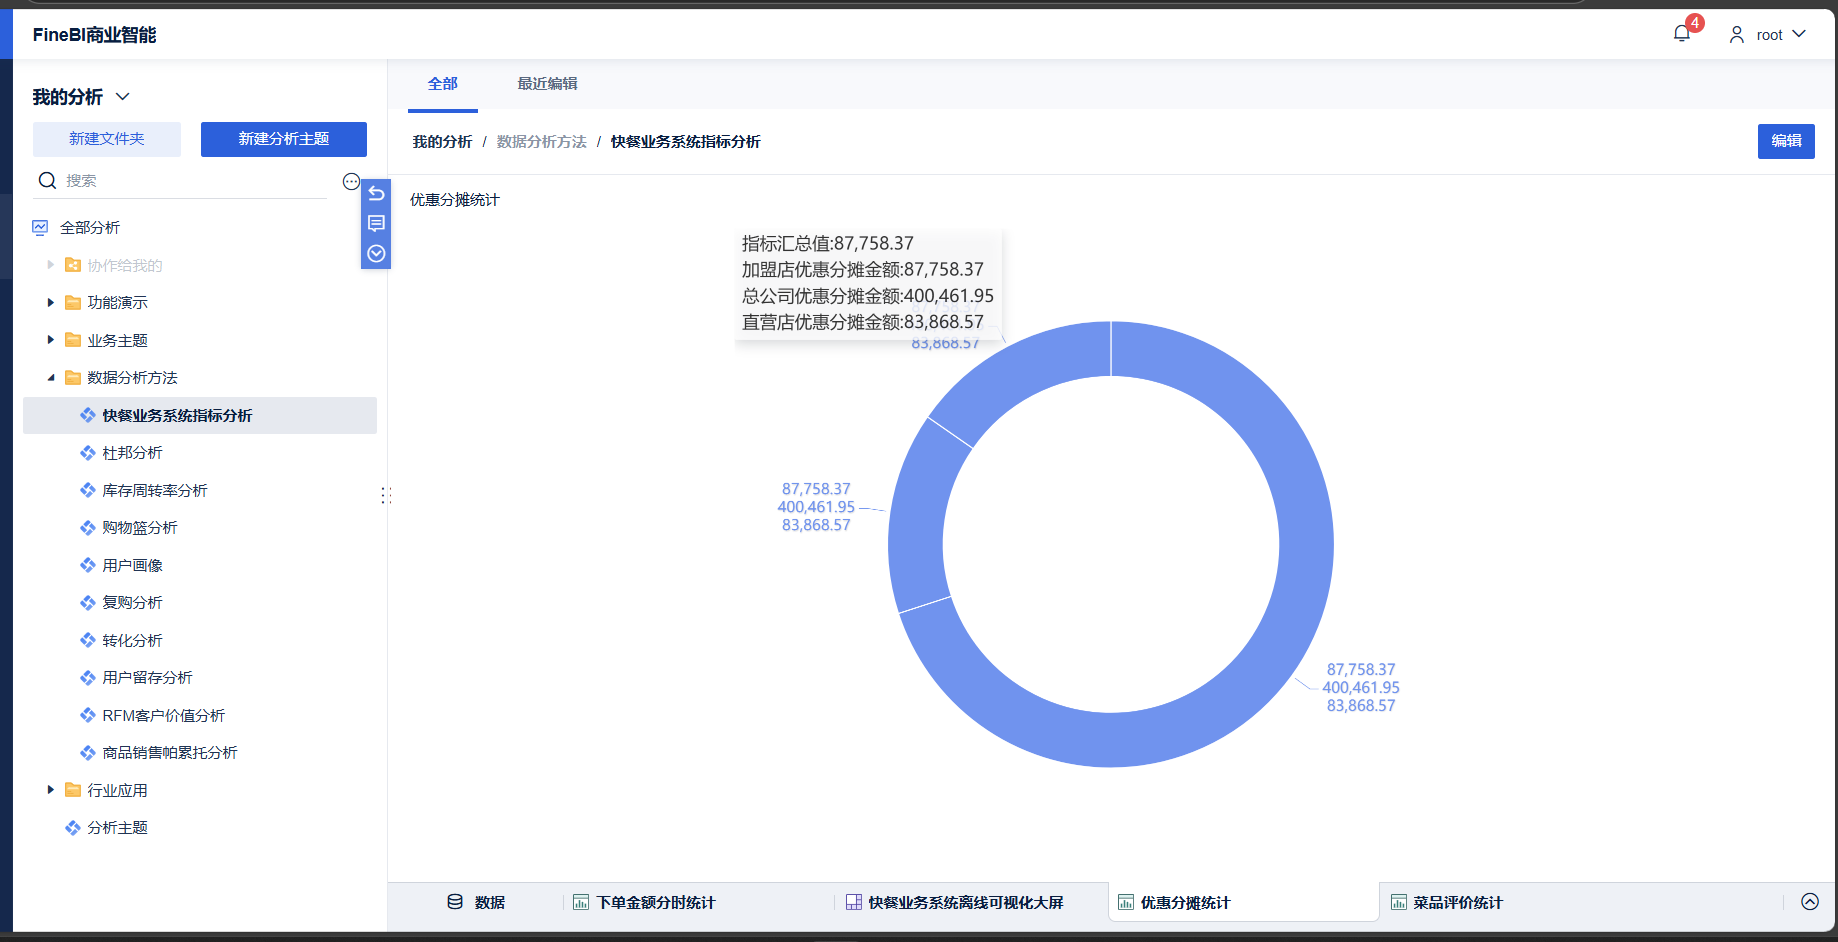 FineBI商业智能
4
root
我的分析
新建文件夹
新建分析主题
搜索
全部分析
协作给我的
功能演示
业务主题
数据分析方法
快餐业务系统指标分析
杜邦分析
库存周转率分析
购物篮分析
用户画像
复购分析
转化分析
用户留存分析
RFM客户价值分析
商品销售帕累托分析
行业应用
分析主题
全部
最近编辑
我的分析 / 数据分析方法 / 快餐业务系统指标分析
编辑
优惠分摊统计
指标汇总值:87,758.37
加盟店优惠分摊金额:87,758.37
总公司优惠分摊金额:400,461.95
直营店优惠分摊金额:83,868.57
83,868.57
87,758.37
400,461.95
83,868.57
87,758.37
400,461.95
83,868.57
数据
下单金额分时统计
快餐业务系统离线可视化大屏
优惠分摊统计
菜品评价统计